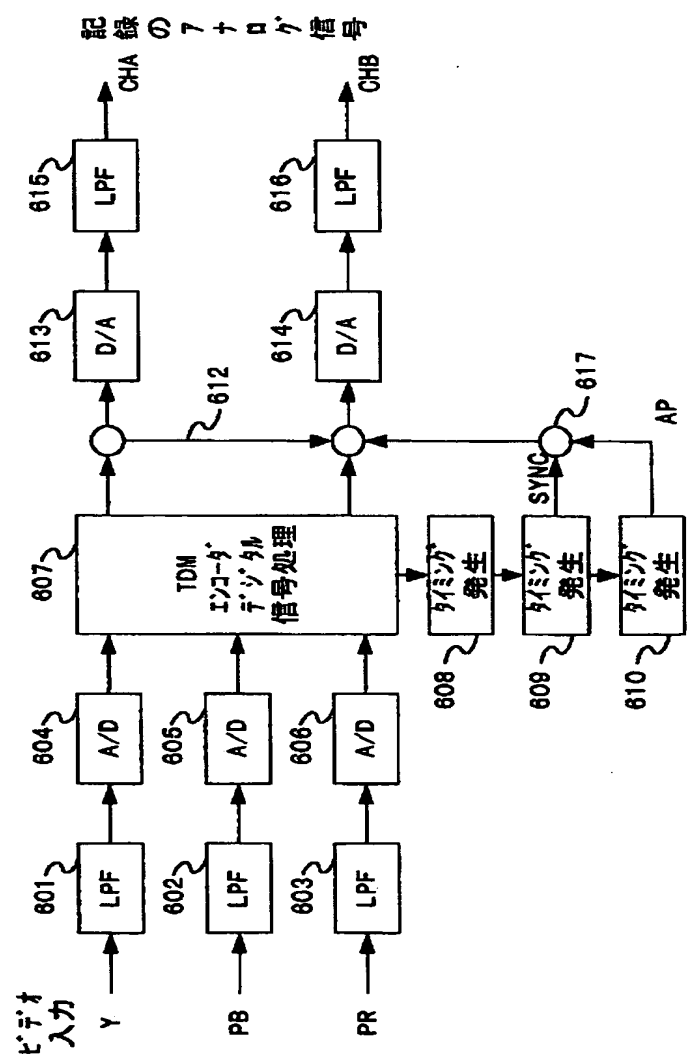 ビデオ
入力
Y
PB
PR
601
LPF
602
LPF
603
LPF
604
A/D
605
A/D
606
A/D
607
TDM
エンコーダ
デジタル
信号処理
608
タイミング
発生
609
タイミング
発生
610
タイミング
発生
SYNC
617
AP
612
613
D/A
614
D/A
615
LPF
616
LPF
CHA
CHB
記録のアナログ信号